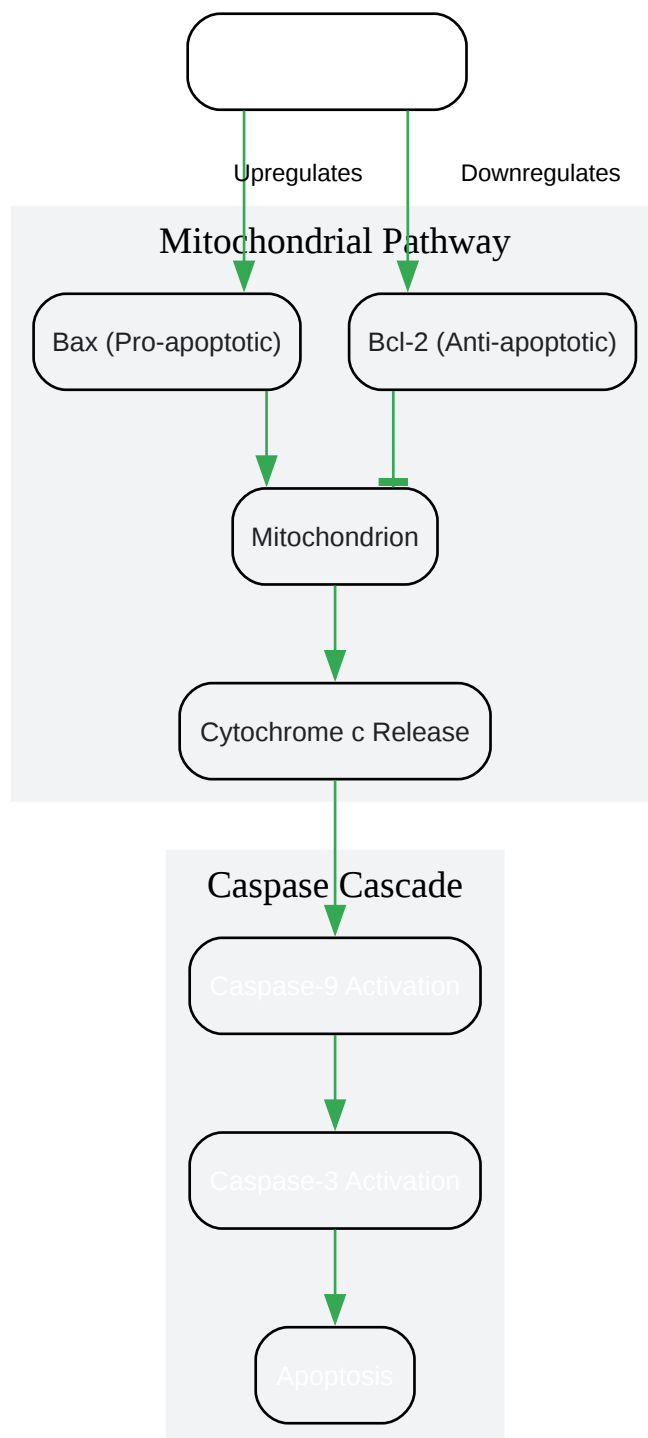 Upregulates
Downregulates
Mitochondrial Pathway
Bax (Pro-apoptotic)
Bcl-2 (Anti-apoptotic)
Mitochondrion
Cytochrome c Release
Caspase Cascade
Caspase-9 Activation
Caspase-3 Activation
Apoptosis